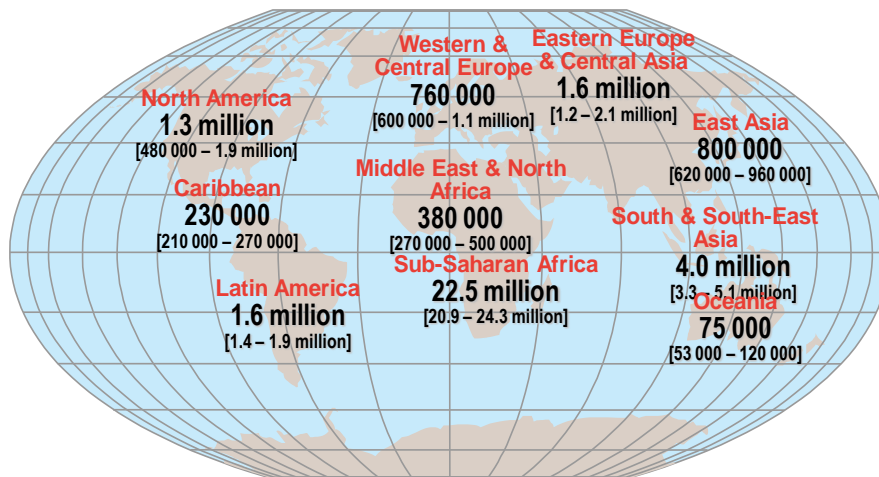 Western &
Central Europe
760 000
[600 000 – 1.1 million]
Eastern Europe
& Central Asia
1.6 million
[1.2 – 2.1 million]
North America
1.3 million
[480 000 – 1.9 million]
East Asia
800 000
[620 000 – 960 000]
Caribbean
230 000
[210 000 – 270 000]
Middle East & North
Africa
380 000
[270 000 – 500 000]
South & South-East
Asia
4.0 million
[3.3 – 5.1 million]
Sub-Saharan Africa
22.5 million
[20.9 – 24.3 million]
Latin America
1.6 million
[1.4 – 1.9 million]
Oceania
75 000
[53 000 – 120 000]